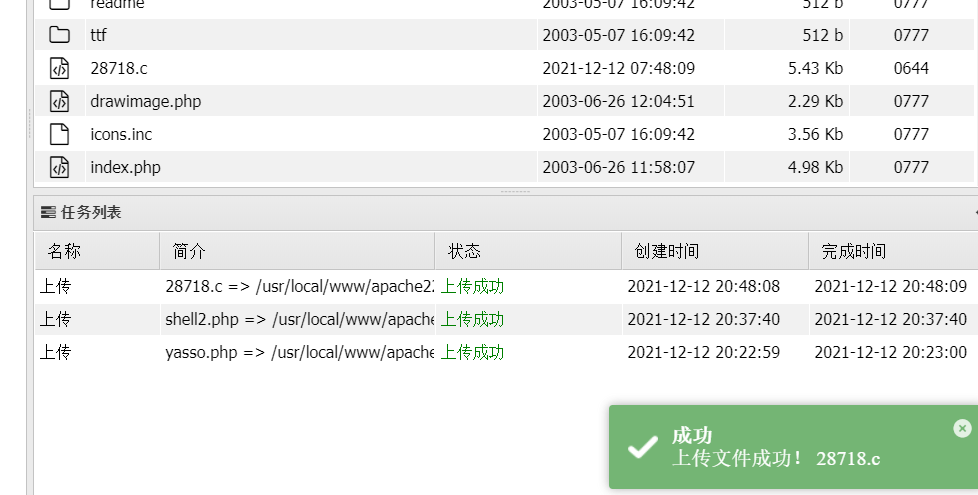 readme 2003-05-07 16:09:42 512 b 0777
ttf 2003-05-07 16:09:42 512 b 0777
28718.c 2021-12-12 07:48:09 5.43 Kb 0644
drawimage.php 2003-06-26 12:04:51 2.29 Kb 0777
icons.inc 2003-05-07 16:09:42 3.56 Kb 0777
index.php 2003-06-26 11:58:07 4.98 Kb 0777
任务列表
名称 简介 状态 创建时间 完成时间
上传 28718.c => /usr/local/www/apache22 上传成功 2021-12-12 20:48:08 2021-12-12 20:48:09
上传 shell2.php => /usr/local/www/apache 上传成功 2021-12-12 20:37:40 2021-12-12 20:37:40
上传 yasso.php => /usr/local/www/apache 上传成功 2021-12-12 20:22:59 2021-12-12 20:23:00
成功
上传文件成功！ 28718.c